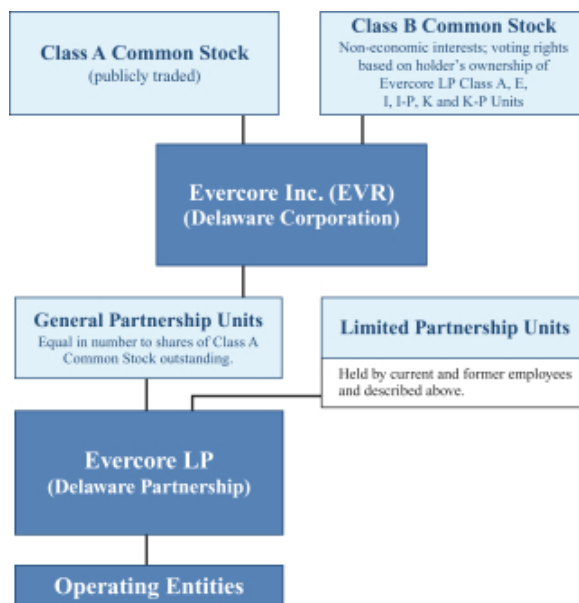 Class A Common Stock
(publicly traded)
Class B Common Stock
Non-economic interests; voting rights
based on holder's ownership of
Evercore LP Class A, E,
I, I-P, K and K-P Units
Evercore Inc. (EVR)
(Delaware Corporation)
General Partnership Units
Equal in number to shares of Class A
Common Stock outstanding.
Limited Partnership Units
Held by current and former employees
and described above.
Evercore LP
(Delaware Partnership)
Operating Entities